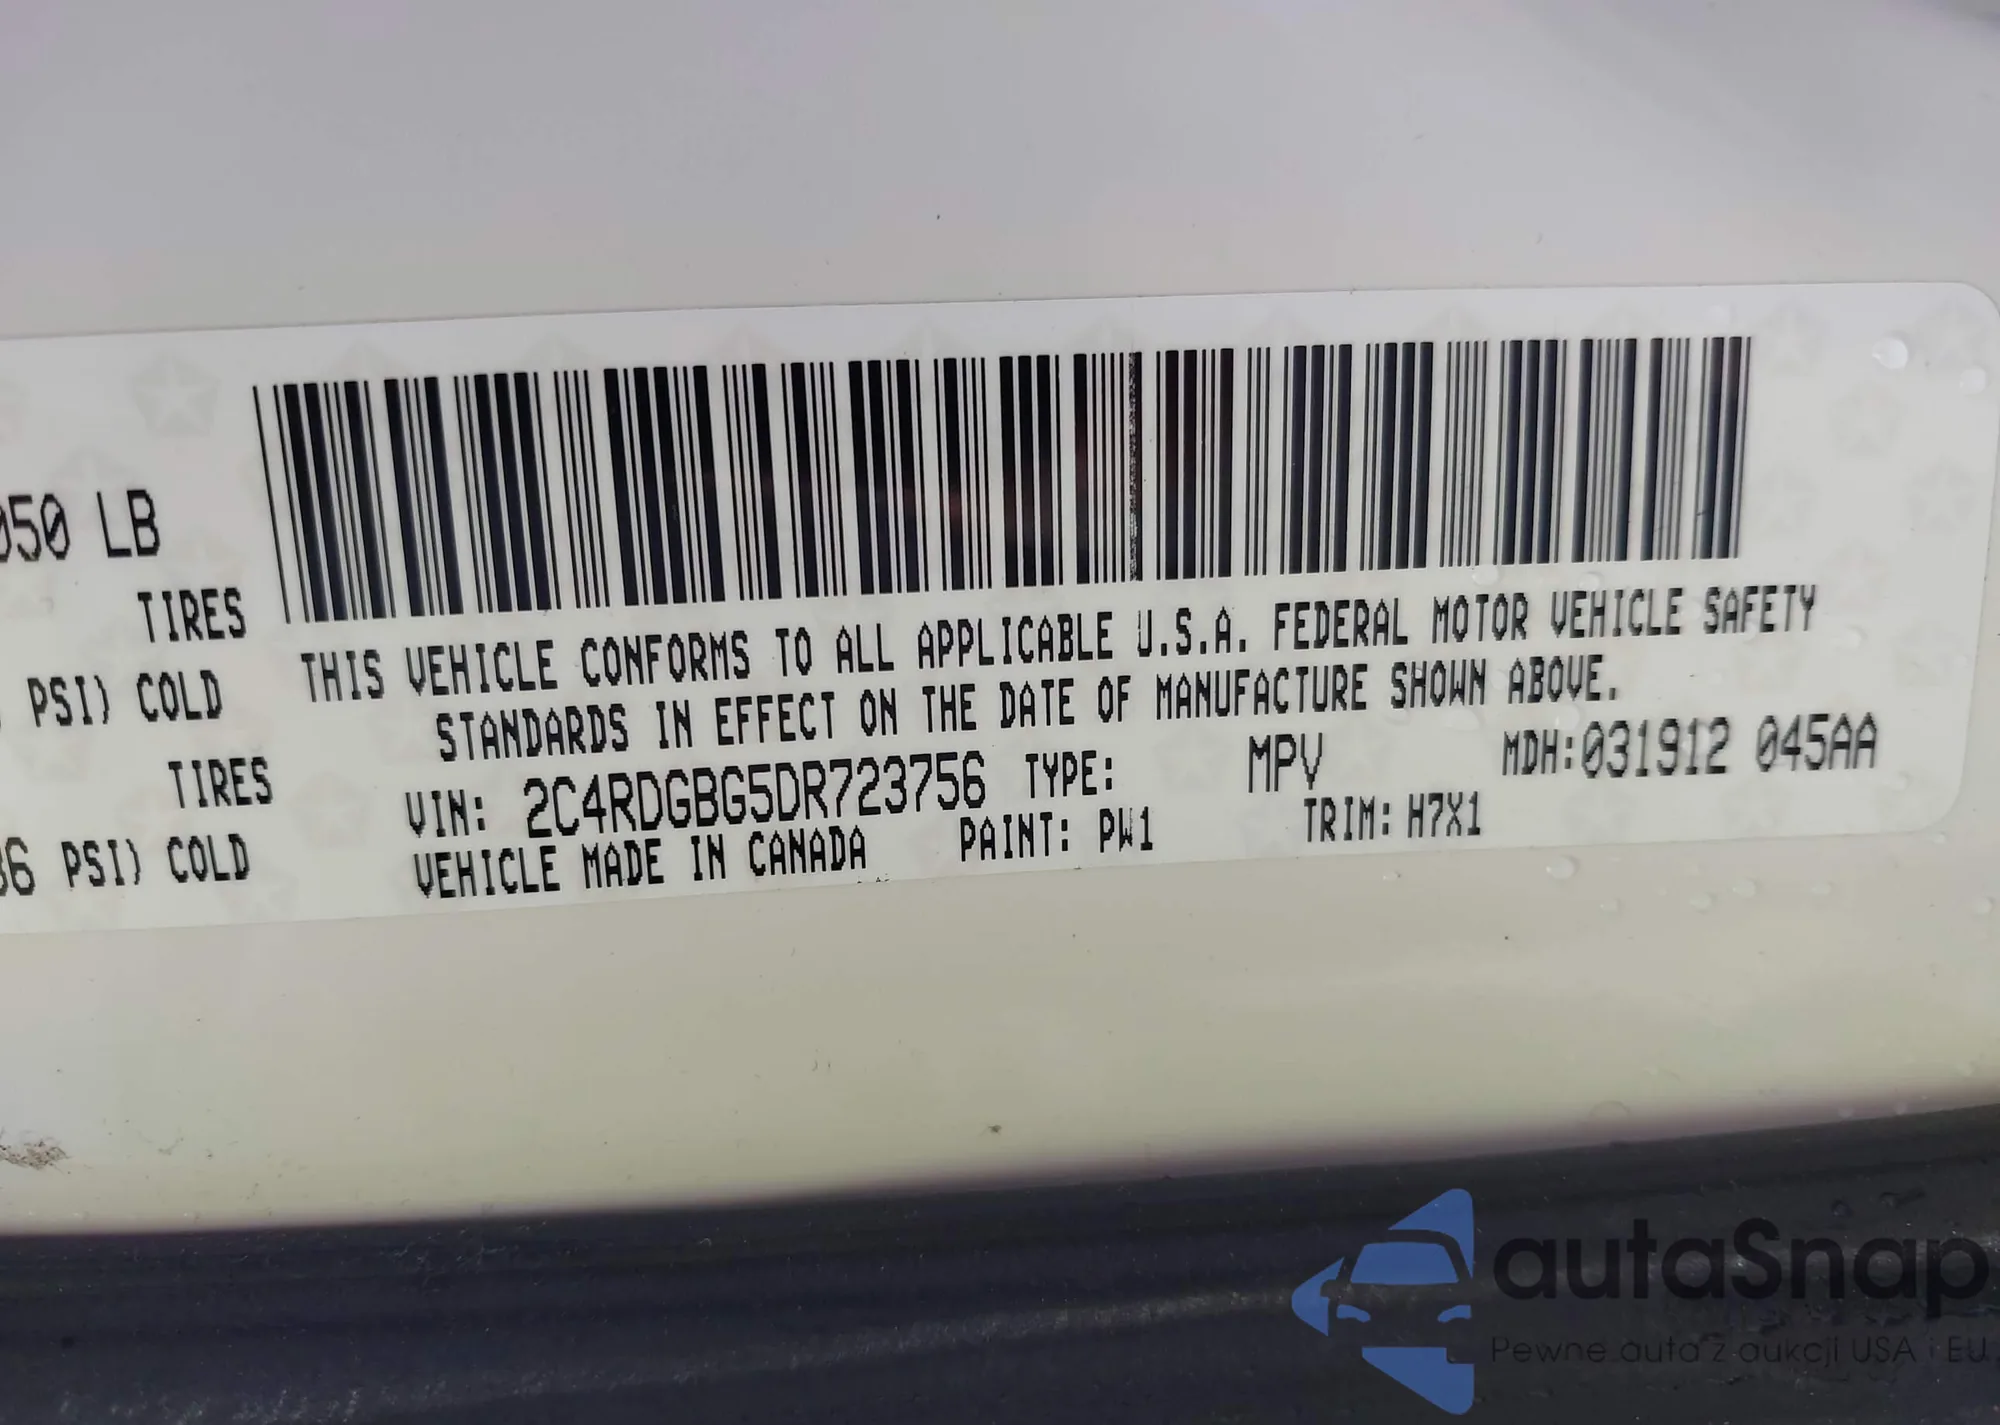 050 LB
TIRES
PSI) COLD
TIRES
36 PSI) COLD
THIS VEHICLE CONFORMS TO ALL APPLICABLE U.S.A. FEDERAL MOTOR VEHICLE SAFETY
STANDARDS IN EFFECT ON THE DATE OF MANUFACTURE SHOWN ABOVE.
VIN: 2C4RDGBG5DR723756 TYPE: MPV MDH:031912 045AA
VEHICLE MADE IN CANADA PAINT: PW1 TRIM: H7X1
autaSnap
Pewne auta z aukcji USA i EU